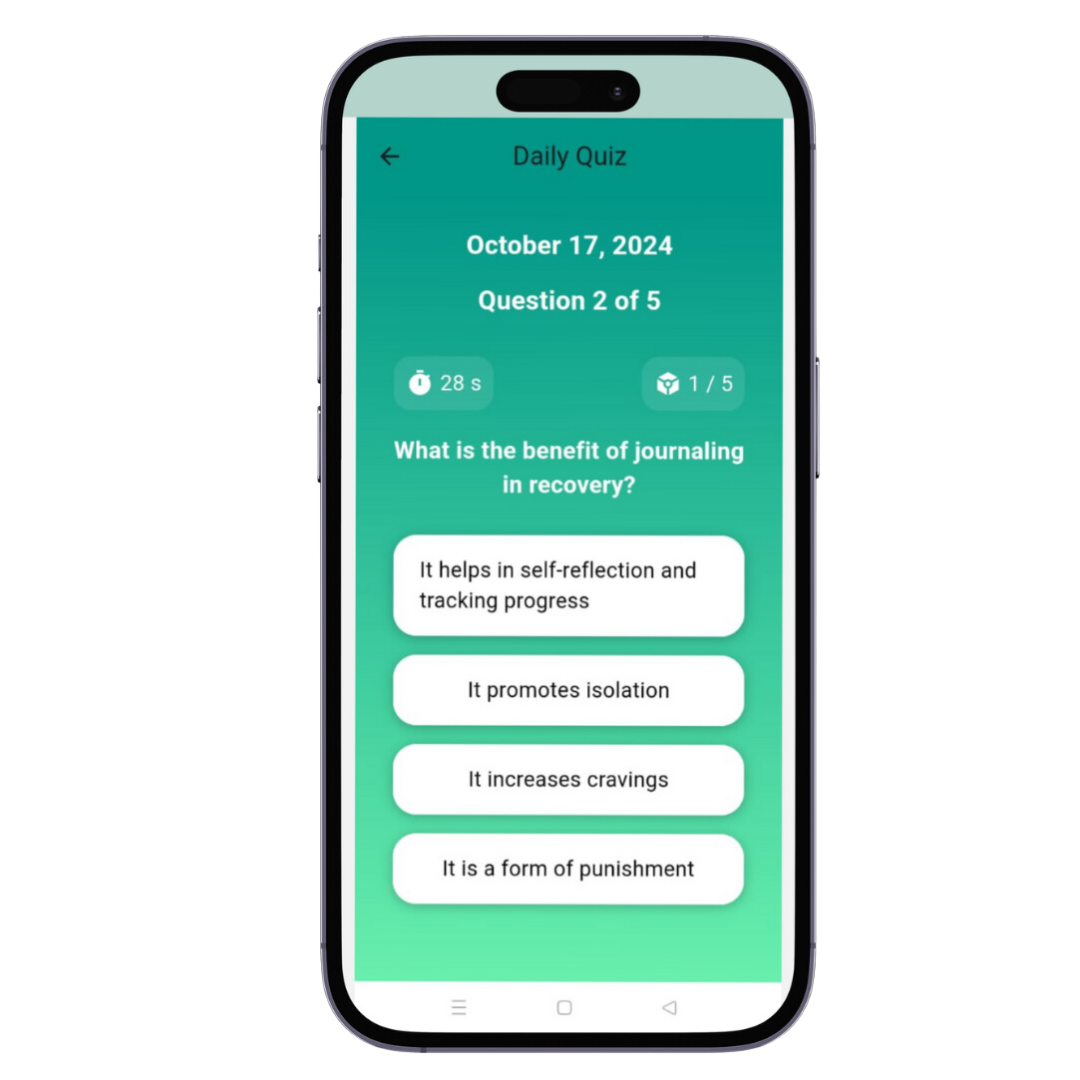 Daily Quiz
October 17, 2024
Question 2 of 5
28 s
1 / 5
What is the benefit of journaling
in recovery?
It helps in self-reflection and
tracking progress
It promotes isolation
It increases cravings
It is a form of punishment